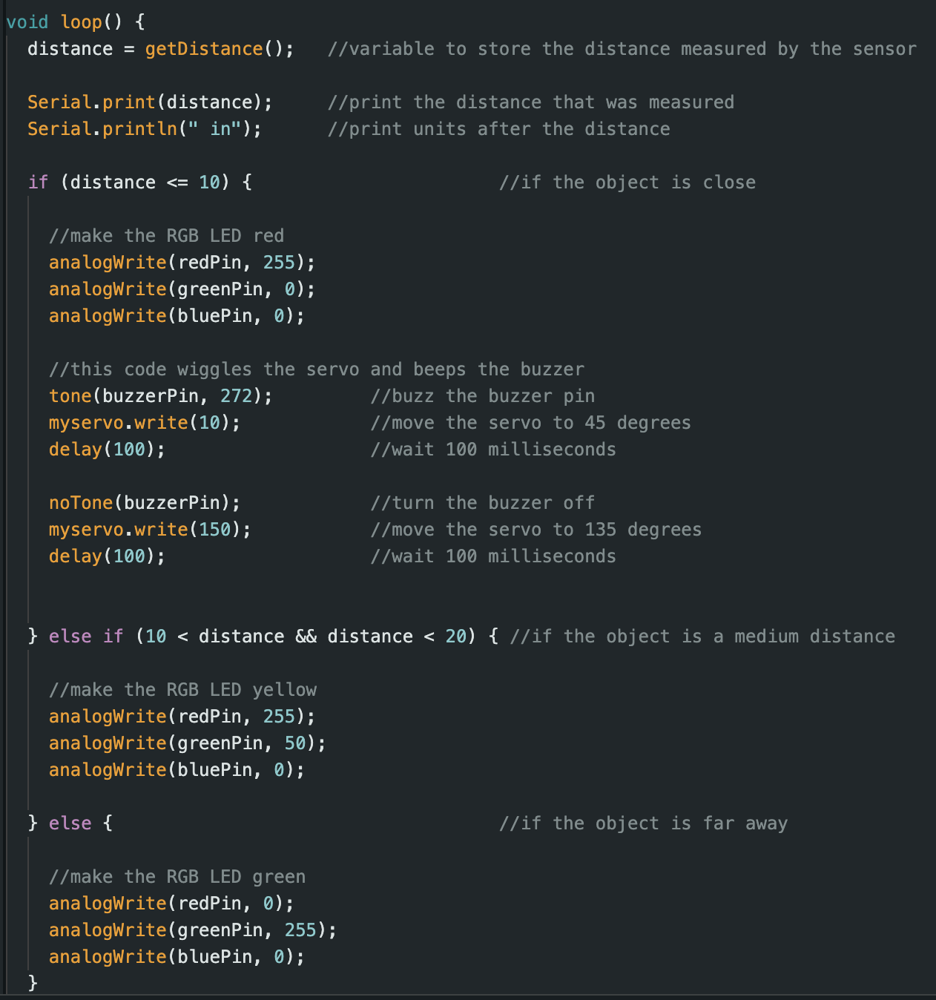 void loop() {
  distance = getDistance();   //variable to store the distance measured by the sensor
  Serial.print(distance);     //print the distance that was measured
  Serial.println(" in");      //print units after the distance
  if (distance <= 10) {                       //if the object is close
    //make the RGB LED red
    analogWrite(redPin, 255);
    analogWrite(greenPin, 0);
    analogWrite(bluePin, 0);
    //this code wiggles the servo and beeps the buzzer
    tone(buzzerPin, 272);         //buzz the buzzer pin
    myservo.write(10);            //move the servo to 45 degrees
    delay(100);                   //wait 100 milliseconds
    noTone(buzzerPin);            //turn the buzzer off
    myservo.write(150);           //move the servo to 135 degrees
    delay(100);                   //wait 100 milliseconds
  } else if (10 < distance && distance < 20) { //if the object is a medium distance
    //make the RGB LED yellow
    analogWrite(redPin, 255);
    analogWrite(greenPin, 50);
    analogWrite(bluePin, 0);
  } else {                                    //if the object is far away
    //make the RGB LED green
    analogWrite(redPin, 0);
    analogWrite(greenPin, 255);
    analogWrite(bluePin, 0);
  }